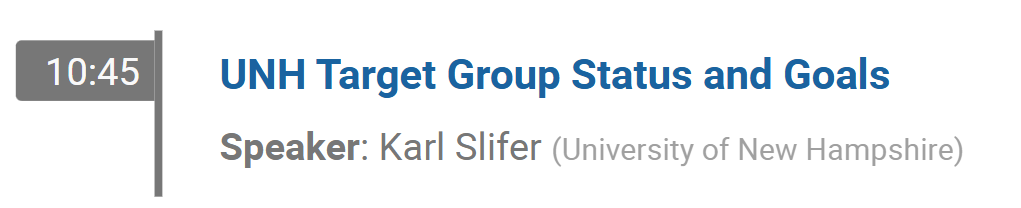 10:45
UNH Target Group Status and Goals
Speaker: Karl Slifer (University of New Hampshire)